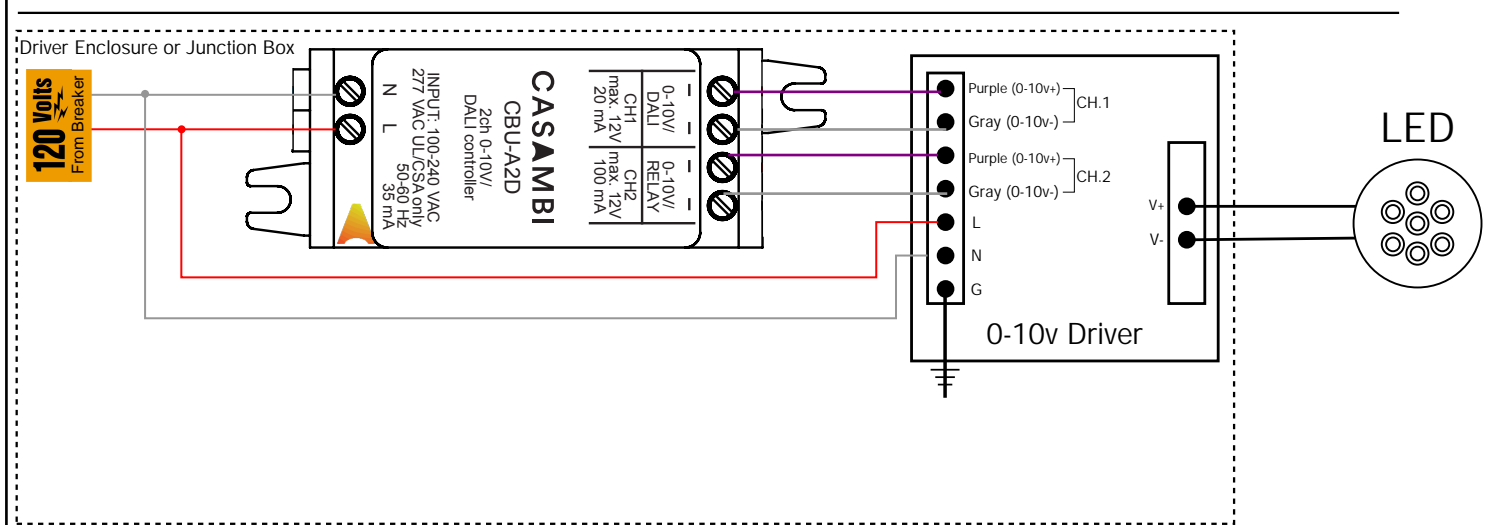 Driver Enclosure or Junction Box
120 Volts
From Breaker
N
L
INPUT: 100-240 VAC
277 VAC UL/CSA only
50-60 Hz
35 mA
CASAMBI
CBU-A2D
2ch 0-10V/
DALI controller
0-10V/
DALI
CH1
max. 12V
20 mA
0-10V/
RELAY
CH2
max. 12V
100 mA
Purple (0-10v+)
CH.1
Gray (0-10v-)
Purple (0-10v+)
CH.2
Gray (0-10v-)
L
N
G
V+
V-
0-10v Driver
LED